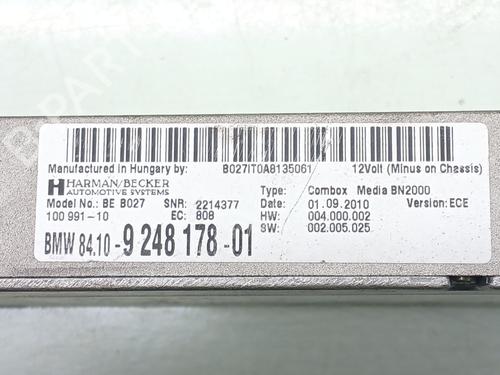 Manufactured in Hungary by: B027IT0A8135061 12Volt (Minus on Chassis)
HARMAN/BECKER
AUTOMOTIVE SYSTEMS
Type: Combox Media BN2000
Model No.: BE B027 SNR: 2214377 Date: 01.09.2010 Version: ECE
100 991-10 EC: 808 HW: 004.000.002
SW: 002.005.025
BMW 84.10-9 248 178-01